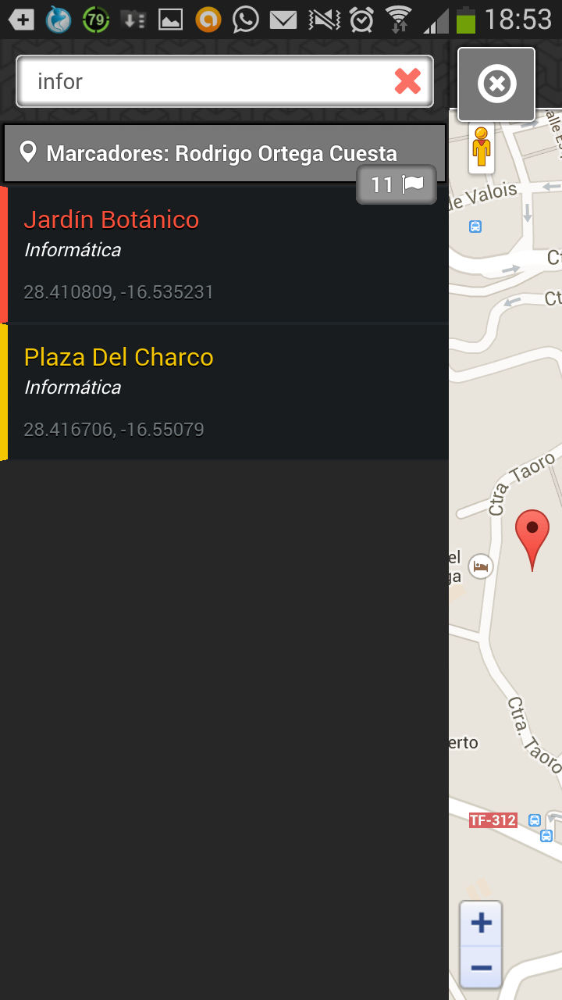 79
18:53
infor
Marcadores: Rodrigo Ortega Cuesta
11
Jardín Botánico
Informática
28.410809, -16.535231
Plaza Del Charco
Informática
28.416706, -16.55079
de Valois
Ct
Ct
Ctra Taoro
el
ga
Ctra. Taoro
erto
TF-312
+
−